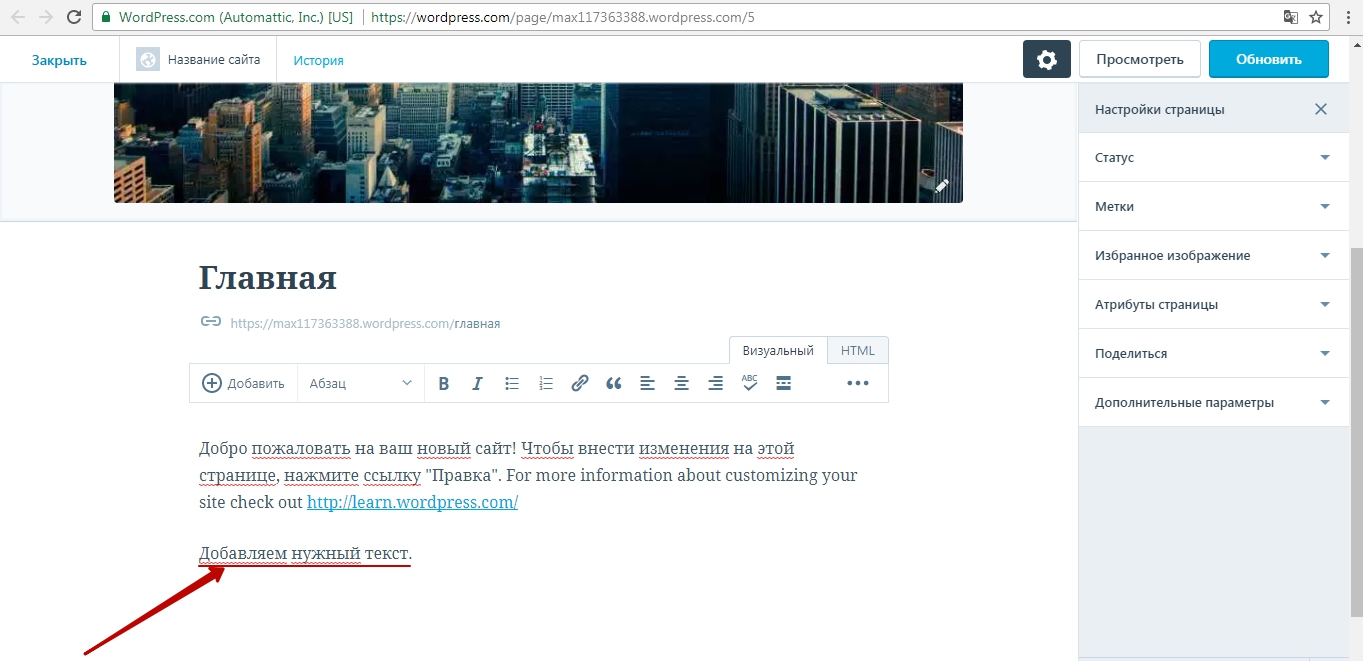 WordPress.com (Automattic, Inc.) [US] https://wordpress.com/page/max117363388.wordpress.com/5
Закрыть Название сайта История Просмотреть Обновить
Настройки страницы
Статус
Метки
Избранное изображение
Атрибуты страницы
Поделиться
Дополнительные параметры
Главная
https://max117363388.wordpress.com/главная
Визуальный HTML
Добавить Абзац B I ABC
Добро пожаловать на ваш новый сайт! Чтобы внести изменения на этой
странице, нажмите ссылку "Правка". For more information about customizing your
site check out http://learn.wordpress.com/
Добавляем нужный текст.